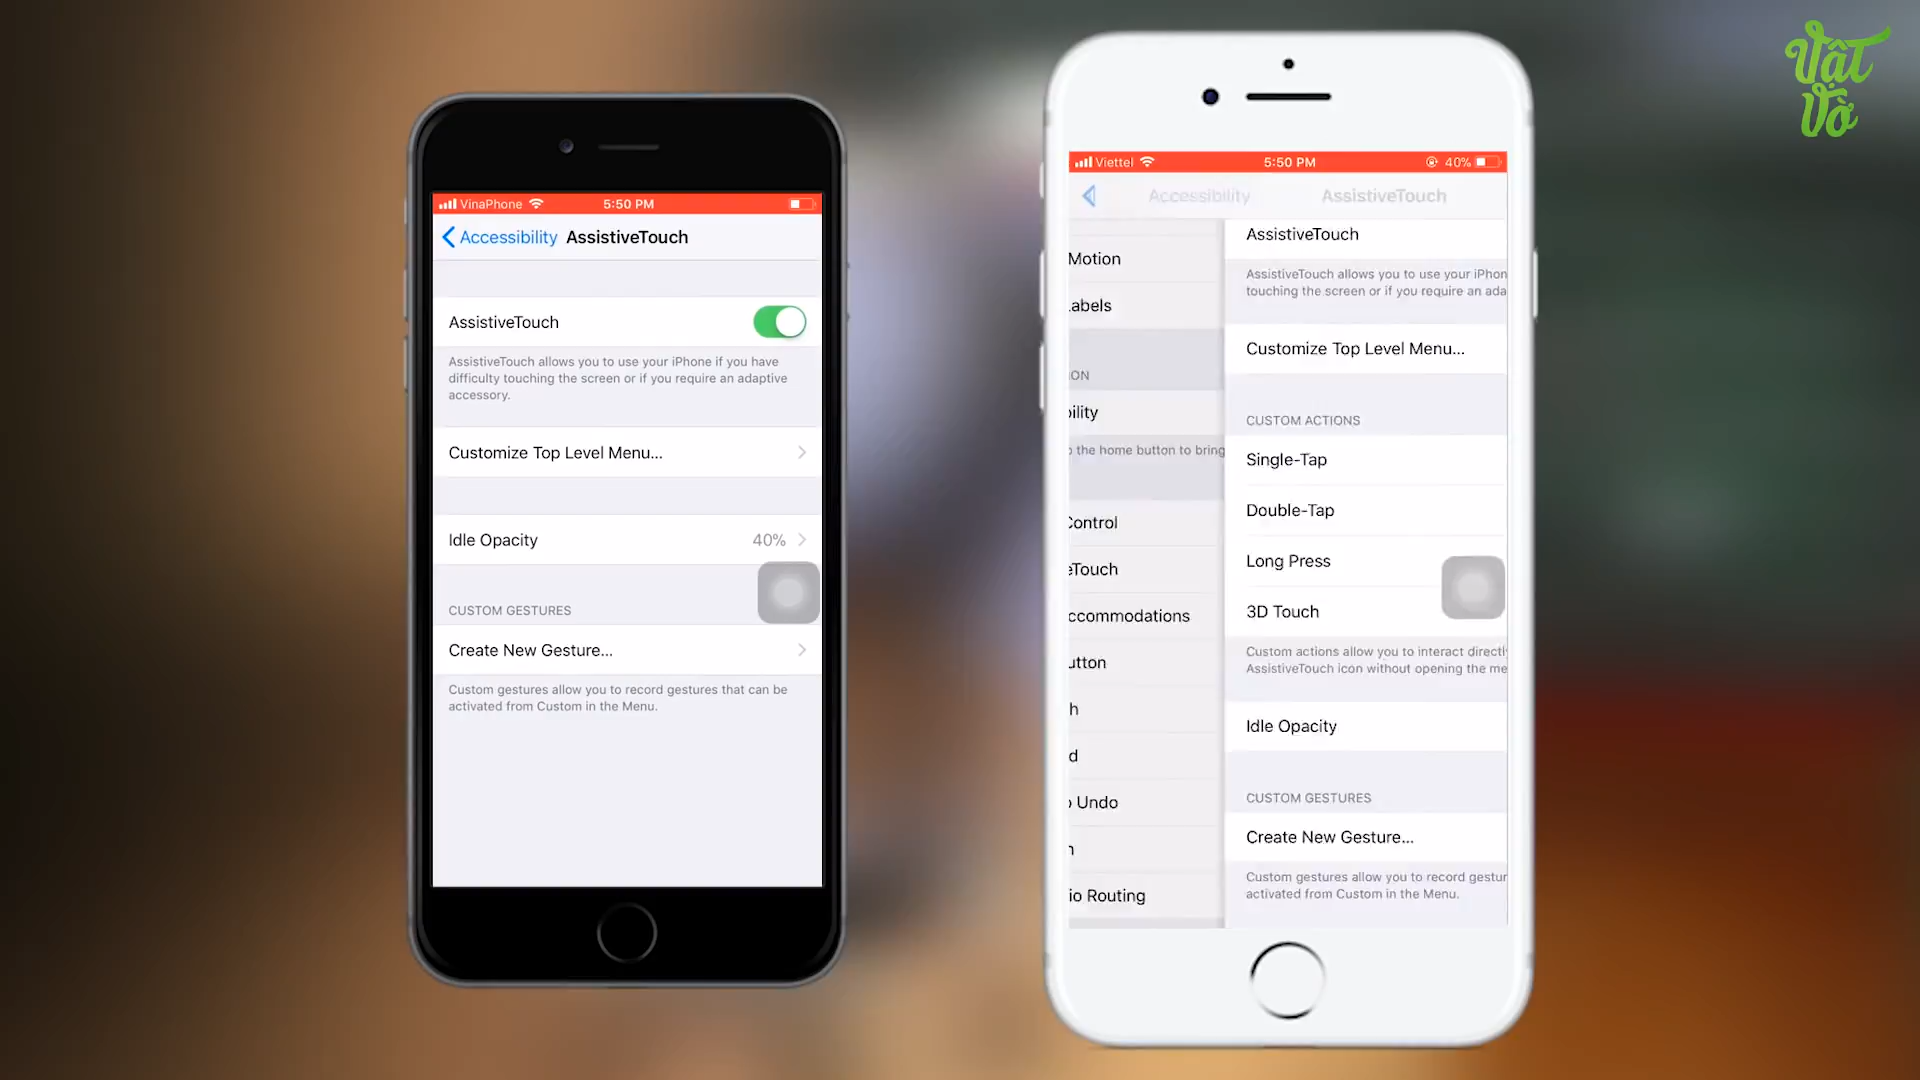 Vật
Vờ
VinaPhone
5:50 PM
Accessibility
AssistiveTouch
AssistiveTouch
AssistiveTouch allows you to use your iPhone if you have
difficulty touching the screen or if you require an adaptive
accessory.
Customize Top Level Menu...
Idle Opacity
40%
CUSTOM GESTURES
Create New Gesture...
Custom gestures allow you to record gestures that can be
activated from Custom in the Menu.
Viettel
5:50 PM
40%
Accessibility
AssistiveTouch
Motion
abels
ON
ility
the home button to bring
Control
eTouch
ccommodations
utton
h
d
Undo
n
io Routing
AssistiveTouch
AssistiveTouch allows you to use your iPhon
touching the screen or if you require an ada
Customize Top Level Menu...
CUSTOM ACTIONS
Single-Tap
Double-Tap
Long Press
3D Touch
Custom actions allow you to interact directl
AssistiveTouch icon without opening the me
Idle Opacity
CUSTOM GESTURES
Create New Gesture...
Custom gestures allow you to record gestur
activated from Custom in the Menu.